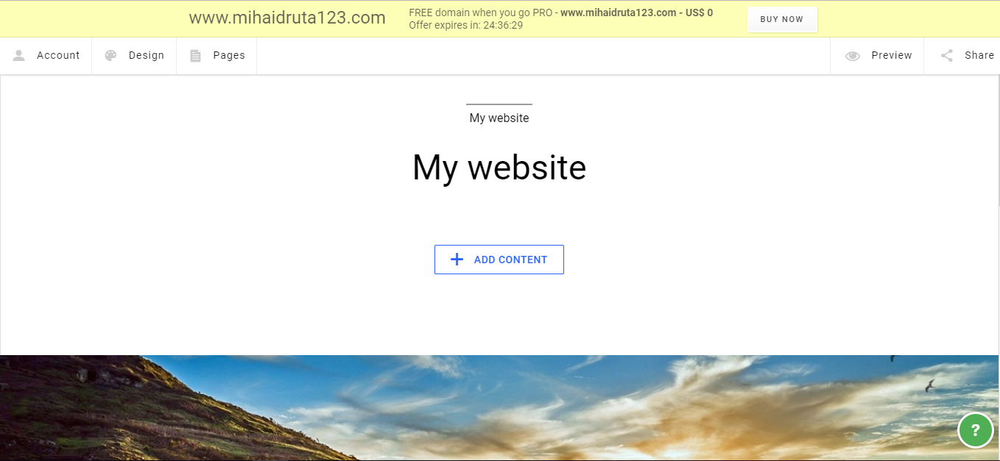 www.mihaidruta123.com
FREE domain when you go PRO - www.mihaidruta123.com - US$ 0
Offer expires in: 24:36:29
BUY NOW
Account
Design
Pages
Preview
Share
My website
My website
+ ADD CONTENT
?